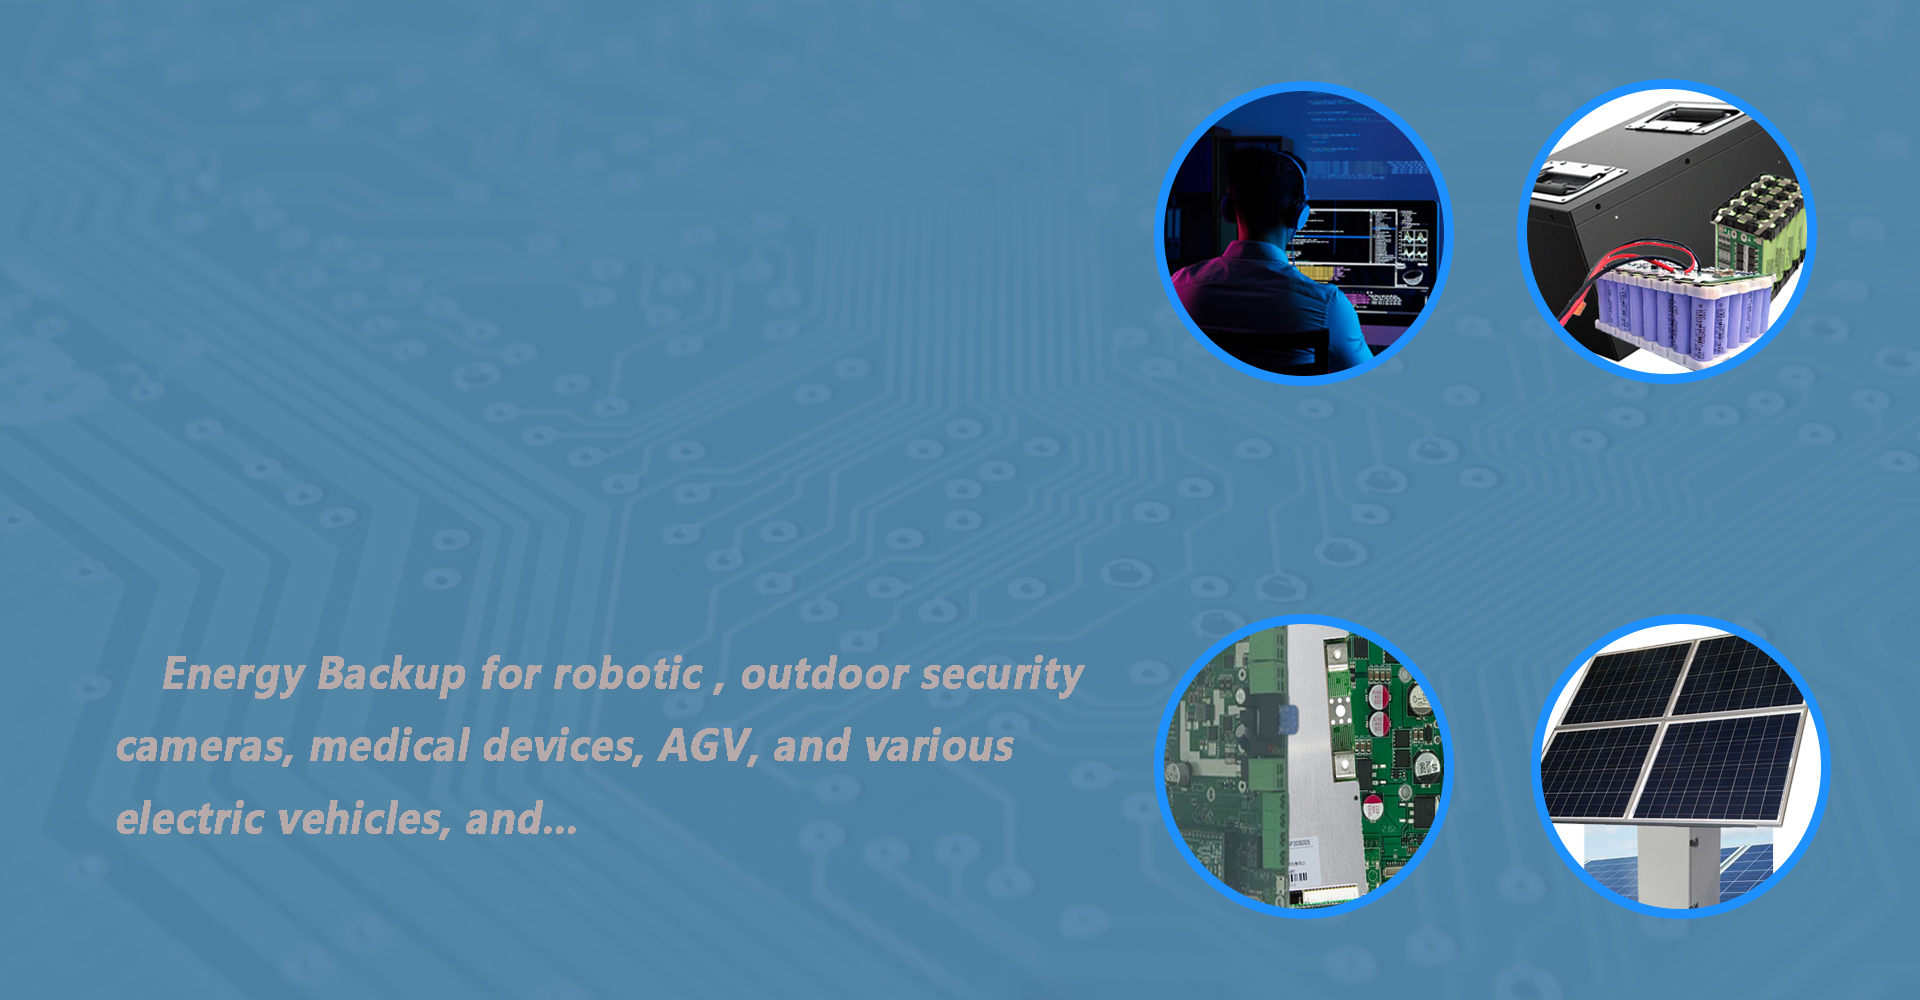 Energy Backup for robotic , outdoor security
cameras, medical devices, AGV, and various
electric vehicles, and...